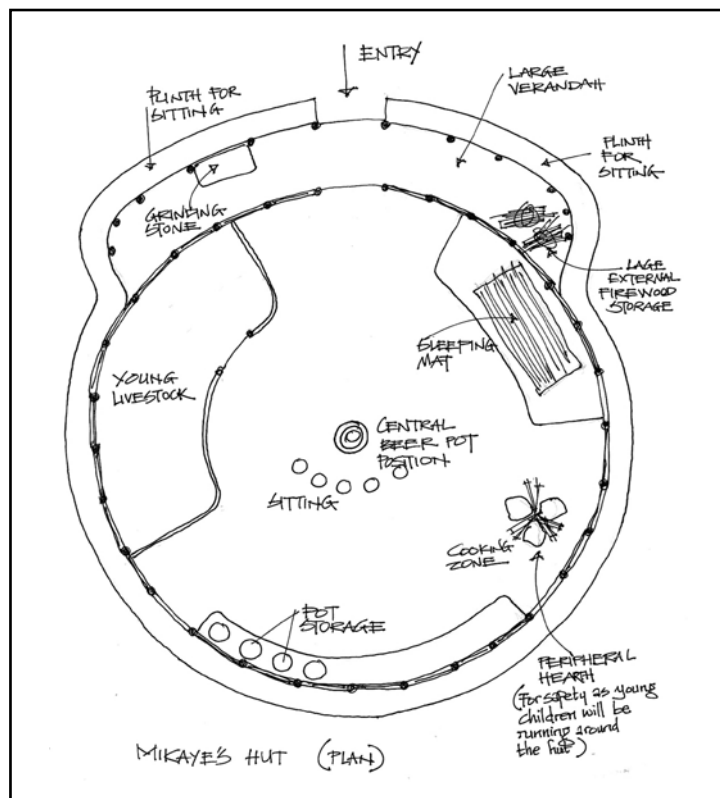 ENTRY
PLINTH FOR
SITTING
LARGE
VERANDAH
PLINTH
FOR
SITTING
GRINDING
STONE
LAGE
EXTERNAL
FIREWOOD
STORAGE
SLEEPING
MAT
YOUNG
LIVESTOCK
CENTRAL
BEER POT
POSITION
SITTING
COOKING
ZONE
POT
STORAGE
PERIPHERAL
HEARTH
(For safety as young
children will be
running around
the hut)
MIKAYE'S HUT (PLAN)